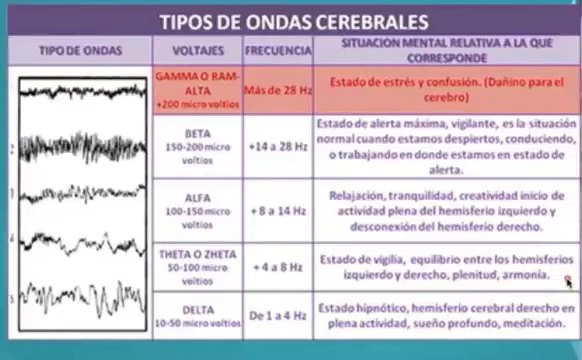 TIPOS DE ONDAS CEREBRALES
TIPO DE ONDAS
VOLTAJES
FRECUENCIA
SITUACION MENTAL RELATIVA A LA QUE
CORRESPONDE
GAMMA O RAM-
ALTA
+200 micro voltios
Más de 28 Hz
Estado de estrés y confusión. (Dañino para el
cerebro)
2
BETA
150-200 micro
voltios
+14 a 28 Hz
Estado de alerta máxima, vigilante, es la situación
normal cuando estamos despiertos, conduciendo,
o trabajando en donde estamos en estado de
alerta.
3
ALFA
100-150 micro
voltios
+ 8 a 14 Hz
Relajación, tranquilidad, creatividad inicio de
actividad plena del hemisferio izquierdo y
desconexión del hemisferio derecho.
4
THETA O ZHETA
50-100 micro
voltios
+ 4 a 8 Hz
Estado de vigilia, equilibrio entre los hemisferios
izquierdo y derecho, plenitud, armonía.
5
DELTA
10-50 micro voltios
De 1 a 4 Hz
Estado hipnótico, hemisferio cerebral derecho en
plena actividad, sueño profundo, meditación.